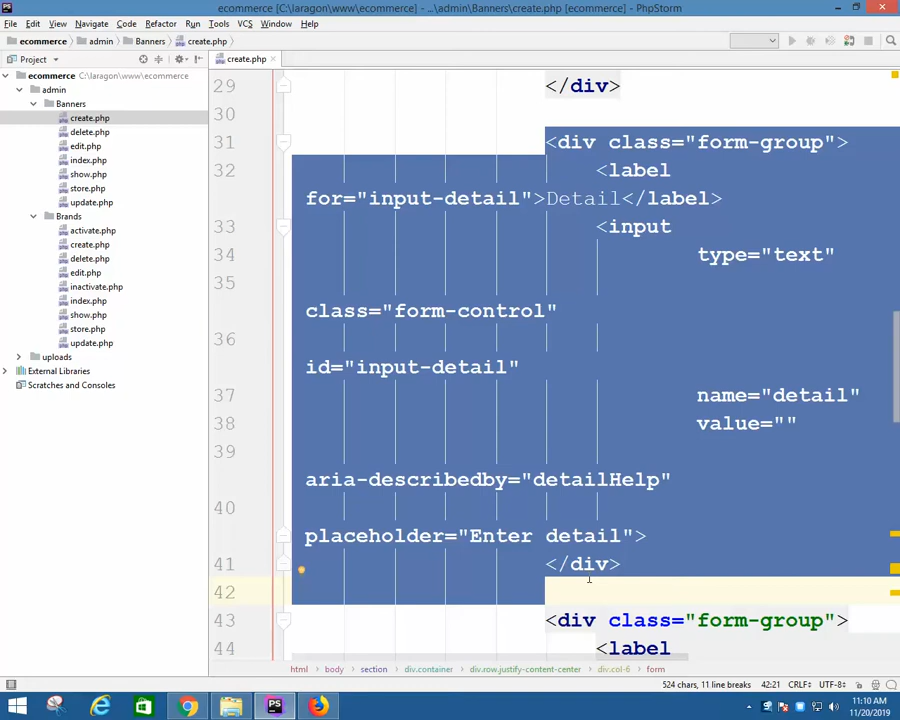 ecommerce [C:\laragon\www\ecommerce] - ...\admin\Banners\create.php [ecommerce] - PhpStorm
File Edit View Navigate Code Refactor Run Tools VCS Window Help
ecommerce admin Banners create.php
Project
create.php
ecommerce C:\laragon\www\ecommerce
admin
Banners
create.php
delete.php
edit.php
index.php
show.php
store.php
update.php
Brands
activate.php
create.php
delete.php
edit.php
inactivate.php
index.php
show.php
store.php
update.php
uploads
External Libraries
Scratches and Consoles
29 </div>
30
31 <div class="form-group">
32 <label
for="input-detail">Detail</label>
33 <input
34 type="text"
35
class="form-control"
36
id="input-detail"
37 name="detail"
38 value=""
39
aria-describedby="detailHelp"
40
placeholder="Enter detail">
41 </div>
42
43 <div class="form-group">
44 <label
html body section div.container div.row.justify-content-center div.col-6 form
524 chars, 11 line breaks 42:21 CRLF UTF-8
11:10 AM
11/20/2019